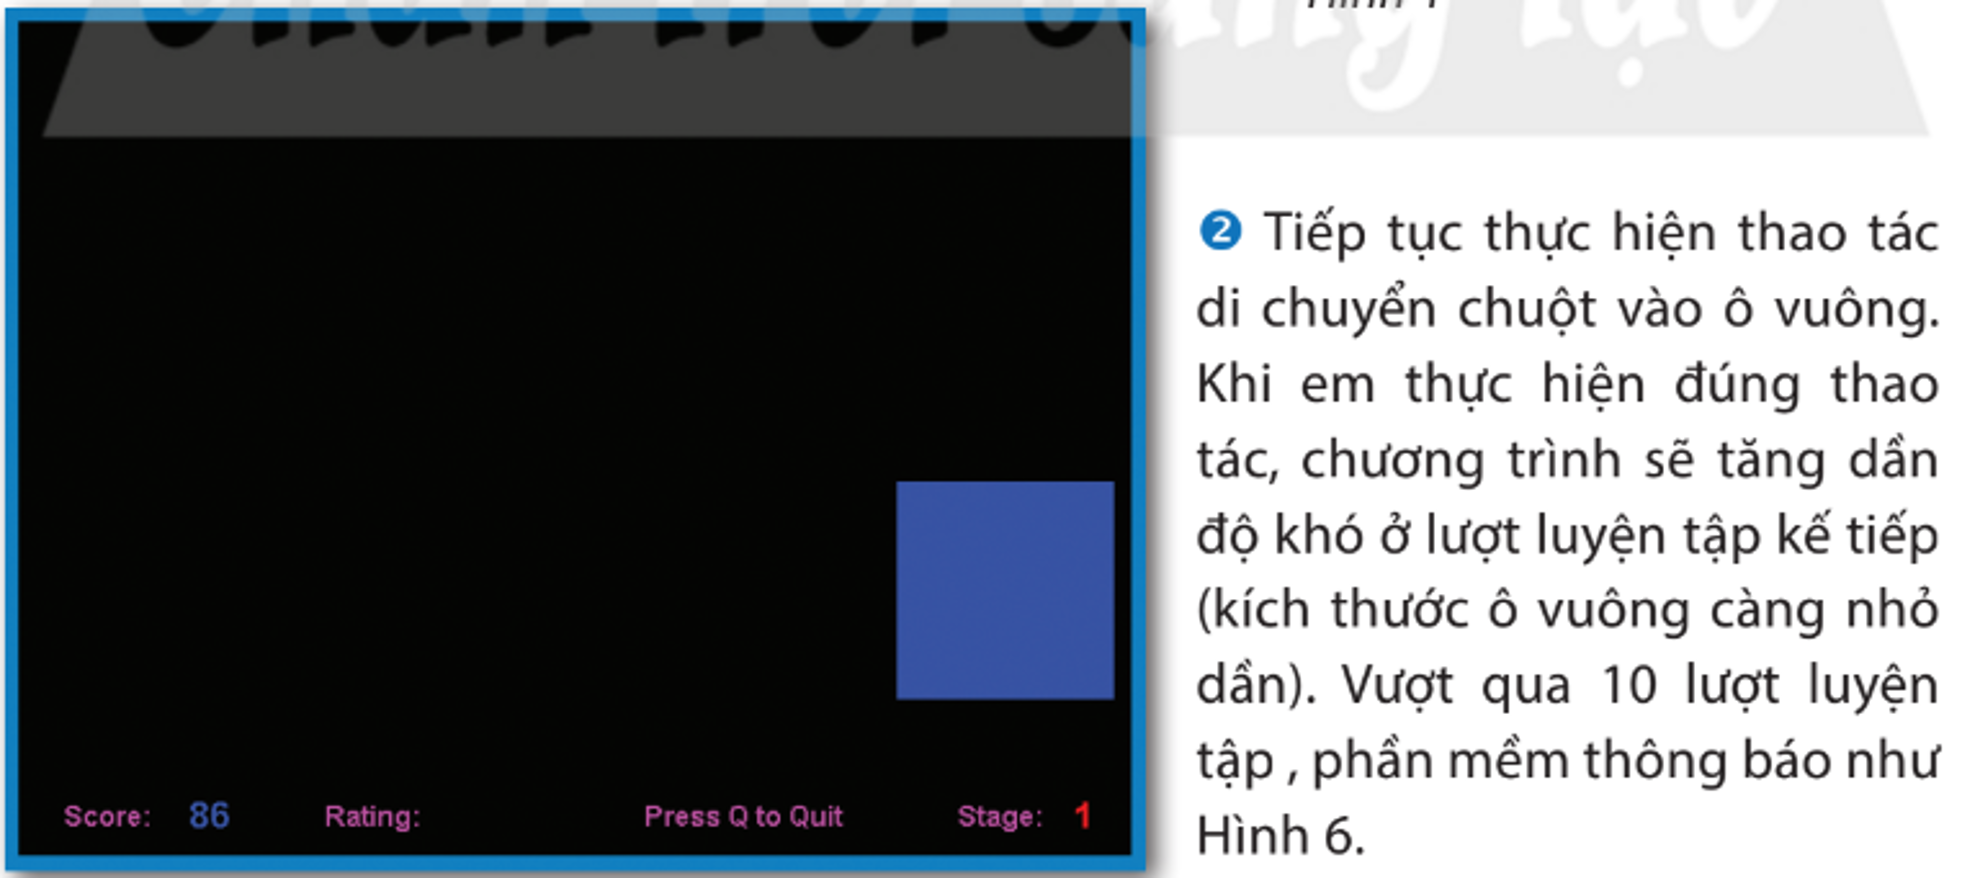 ❷ Tiếp tục thực hiện thao tác
di chuyển chuột vào ô vuông.
Khi em thực hiện đúng thao
tác, chương trình sẽ tăng dần
độ khó ở lượt luyện tập kế tiếp
(kích thước ô vuông càng nhỏ
dần). Vượt qua 10 lượt luyện
tập , phần mềm thông báo như
Hình 6.
Score: 86 Rating: Press Q to Quit Stage: 1